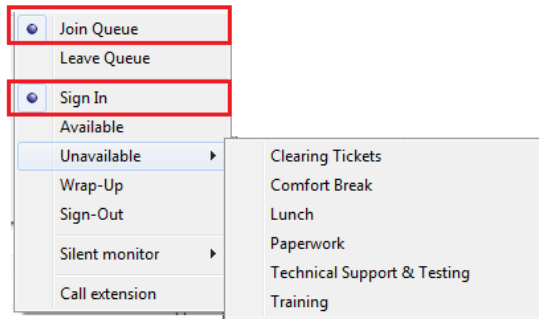 Join Queue
Leave Queue
Sign In
Available
Unavailable
Wrap-Up
Sign-Out
Silent monitor
Call extension
Clearing Tickets
Comfort Break
Lunch
Paperwork
Technical Support & Testing
Training